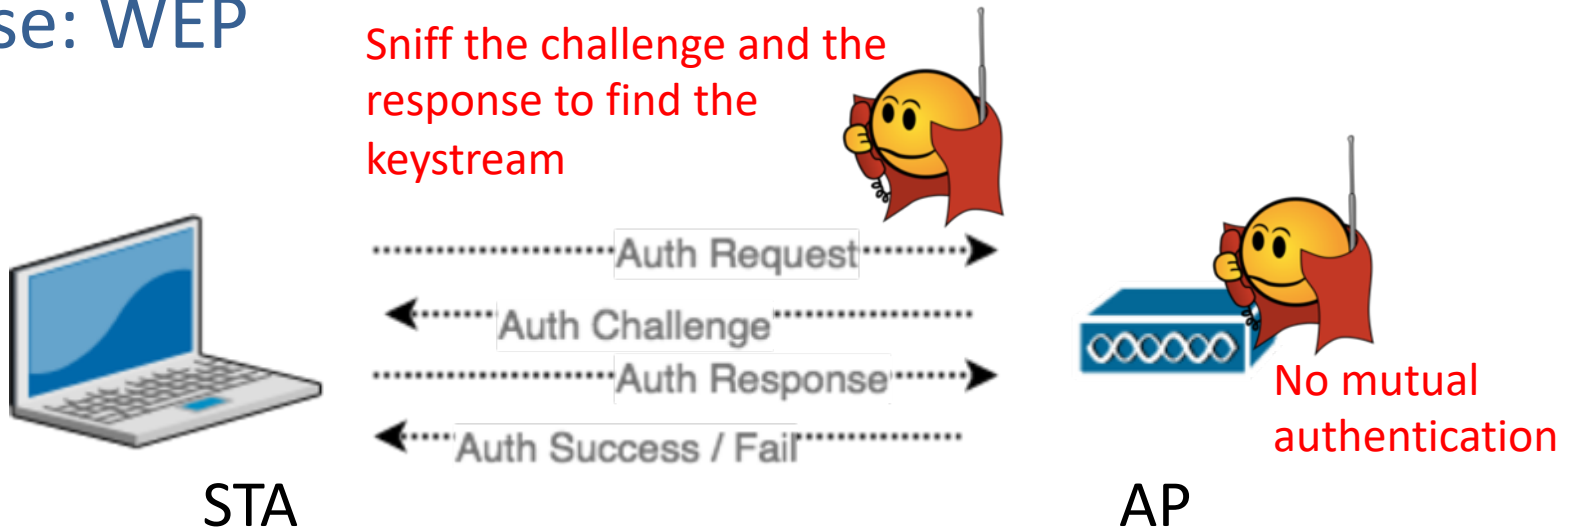 se: WEP
Sniff the challenge and the
response to find the
keystream
Auth Request
Auth Challenge
Auth Response
Auth Success / Fail
No mutual
authentication
STA
AP